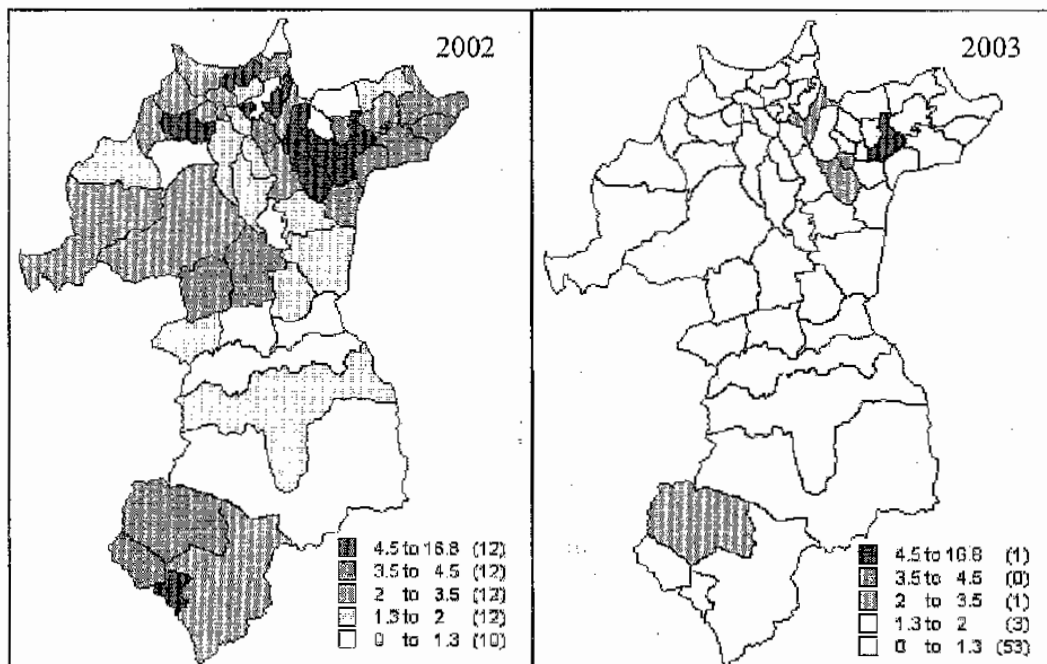 2002
4.5 to 16.8 (12)
3.5 to 4.5 (12)
2 to 3.5 (12)
1.3 to 2 (12)
0 to 1.3 (10)
2003
4.5 to 16.8 (1)
3.5 to 4.5 (0)
2 to 3.5 (1)
1.3 to 2 (3)
0 to 1.3 (53)